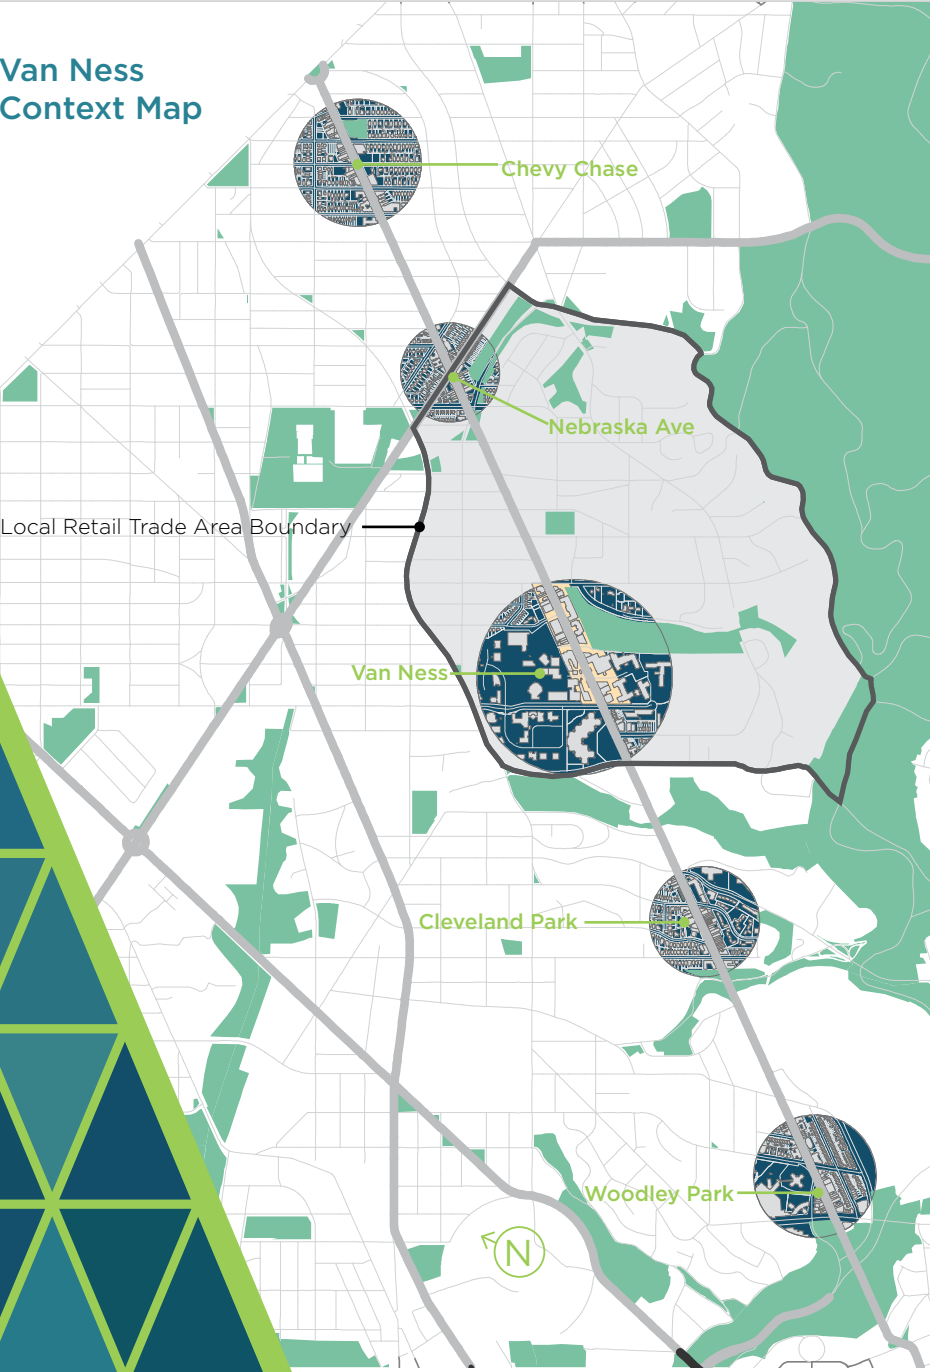 Van Ness
Context Map
Chevy Chase
Nebraska Ave
Local Retail Trade Area Boundary
Van Ness
Cleveland Park
Woodley Park
N